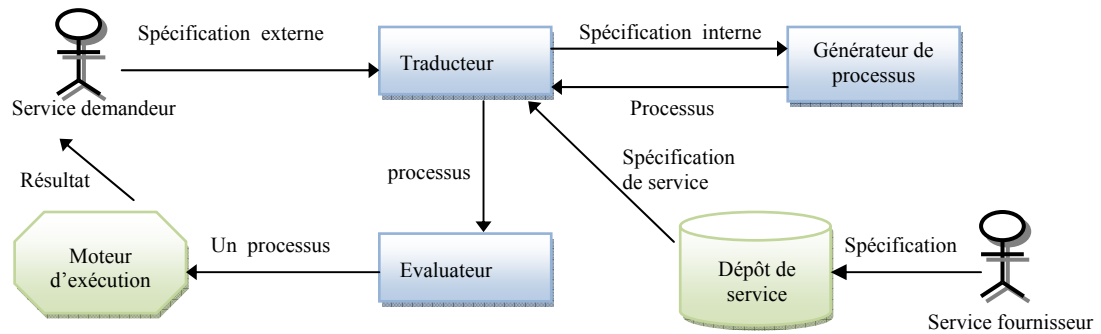 Spécification externe
Traducteur
Spécification interne
Générateur de
processus
Service demandeur
Processus
Résultat
processus
Spécification
de service
Moteur
d'exécution
Un processus
Evaluateur
Dépôt de
service
Spécification
Service fournisseur